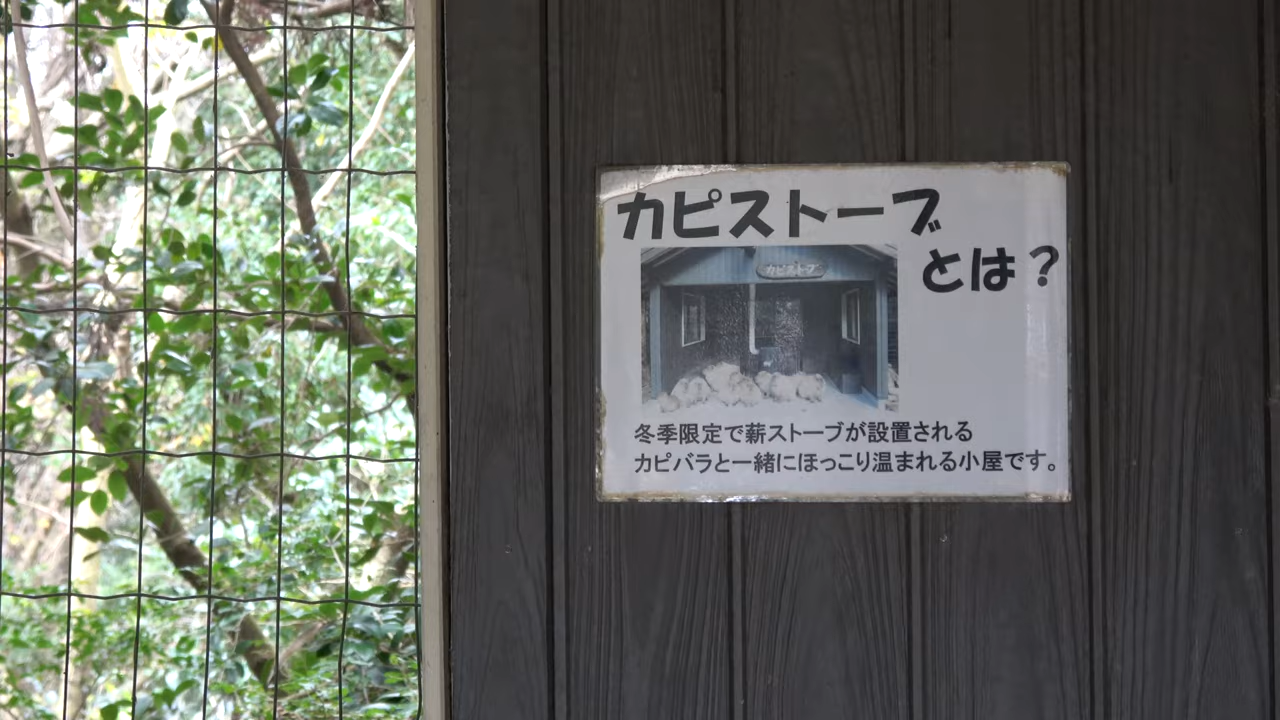 カピストーブ
とは？
カピストーブ
冬季限定で薪ストーブが設置される
カピバラと一緒にほっこり温まれる小屋です。